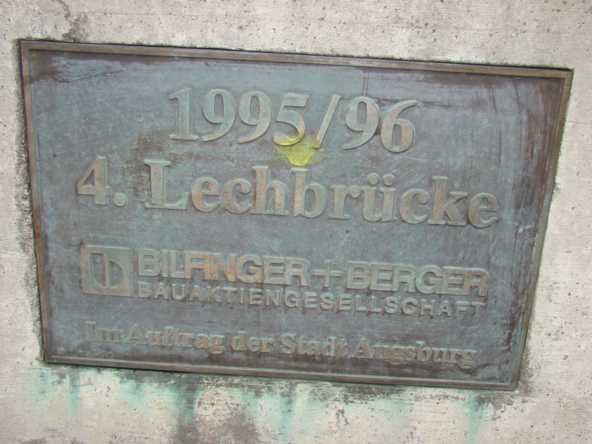 1995/96
4. Lechbrücke
BILFINGER + BERGER
BAUAKTIENGESELLSCHAFT
Im Auftrag der Stadt Augsburg